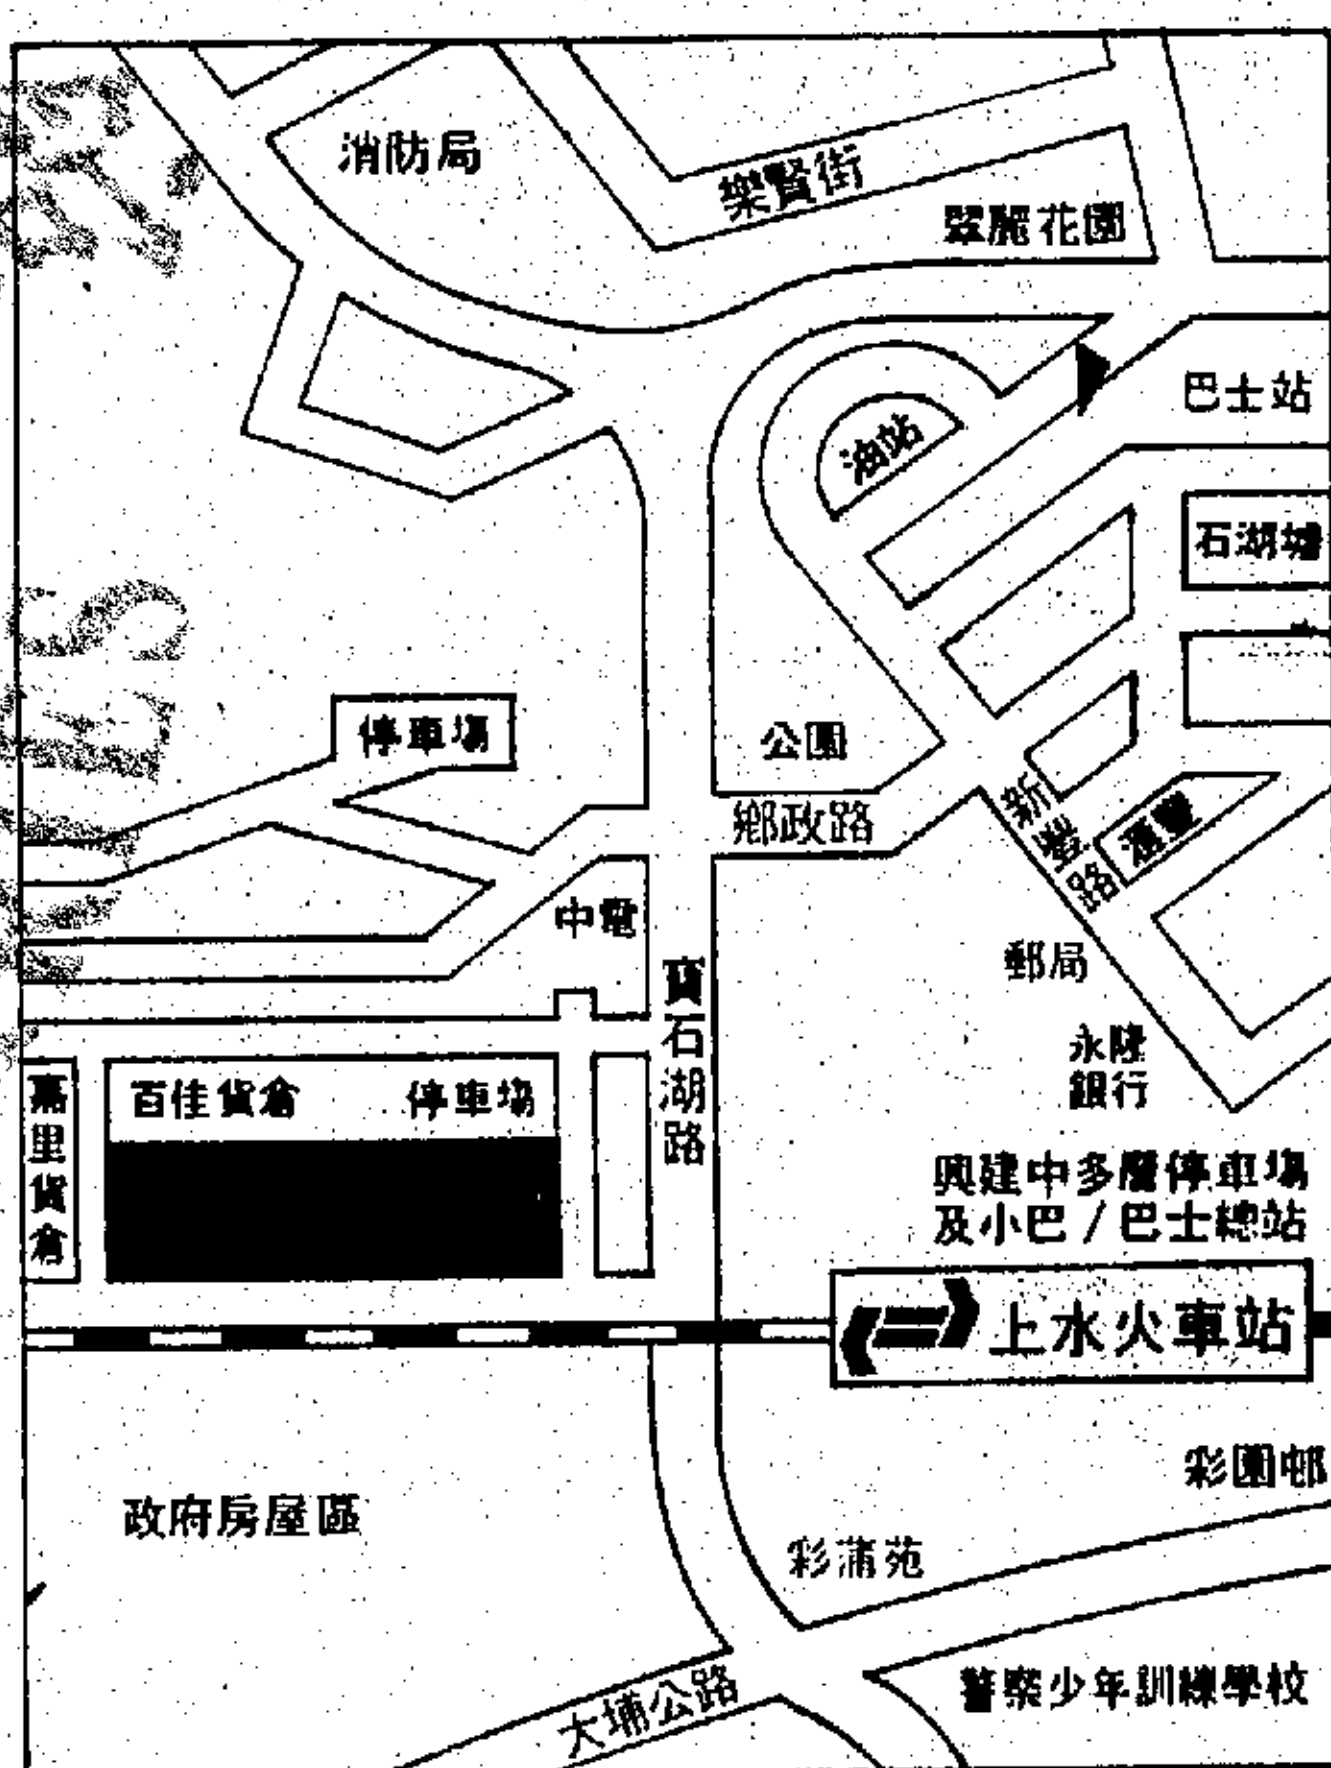 消防局
樂賢街
翠麗花園
巴士站
油站
石湖墟
停車場
公園
鄉政路
新豐路
滙豐
中電
郵局
寶石湖路
永隆
銀行
嘉里貨倉
百佳貨倉 停車場
興建中多層停車場
及小巴/巴士總站
上水火車站
彩園邨
政府房屋區
彩蒲苑
警察少年訓練學校
大埔公路